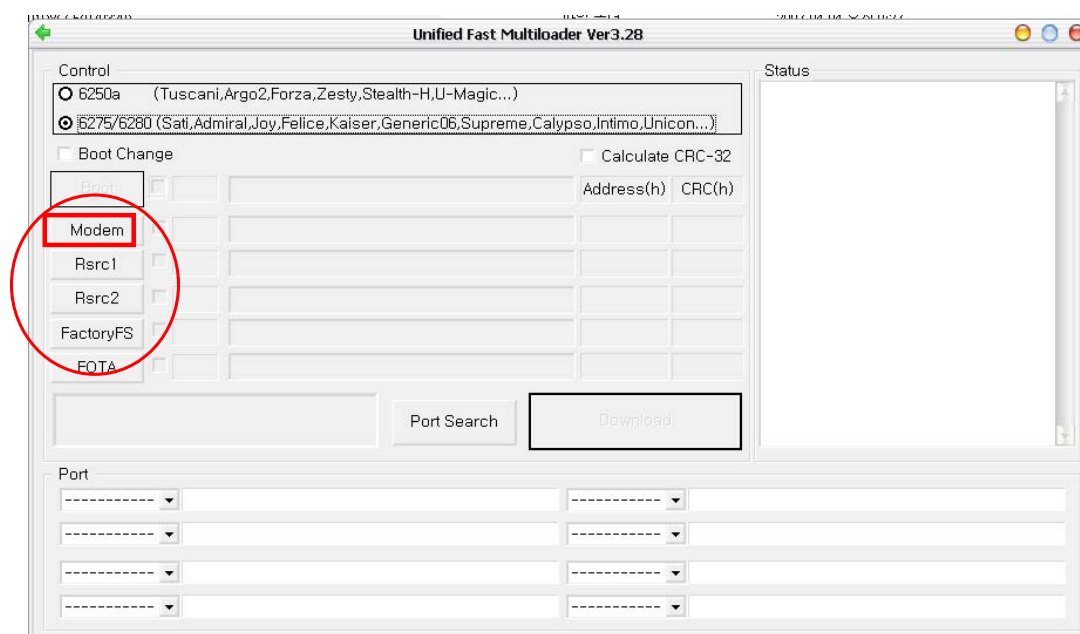 Unified Fast Multiloader Ver3.28
Control
Status
6250a (Tuscani,Argo2,Forza,Zesty,Stealth-H,U-Magic...)
6275/6280 (Sati,Admiral,Joy,Felice,Kaiser,Generic06,Supreme,Calypso,Intimo,Unicon...)
Boot Change
Calculate CRC-32
Boot
Address(h) CRC(h)
Modem
Rsrc1
Rsrc2
FactoryFS
FOTA
Port Search
Download
Port
----------- -----------
----------- -----------
----------- -----------
----------- -----------